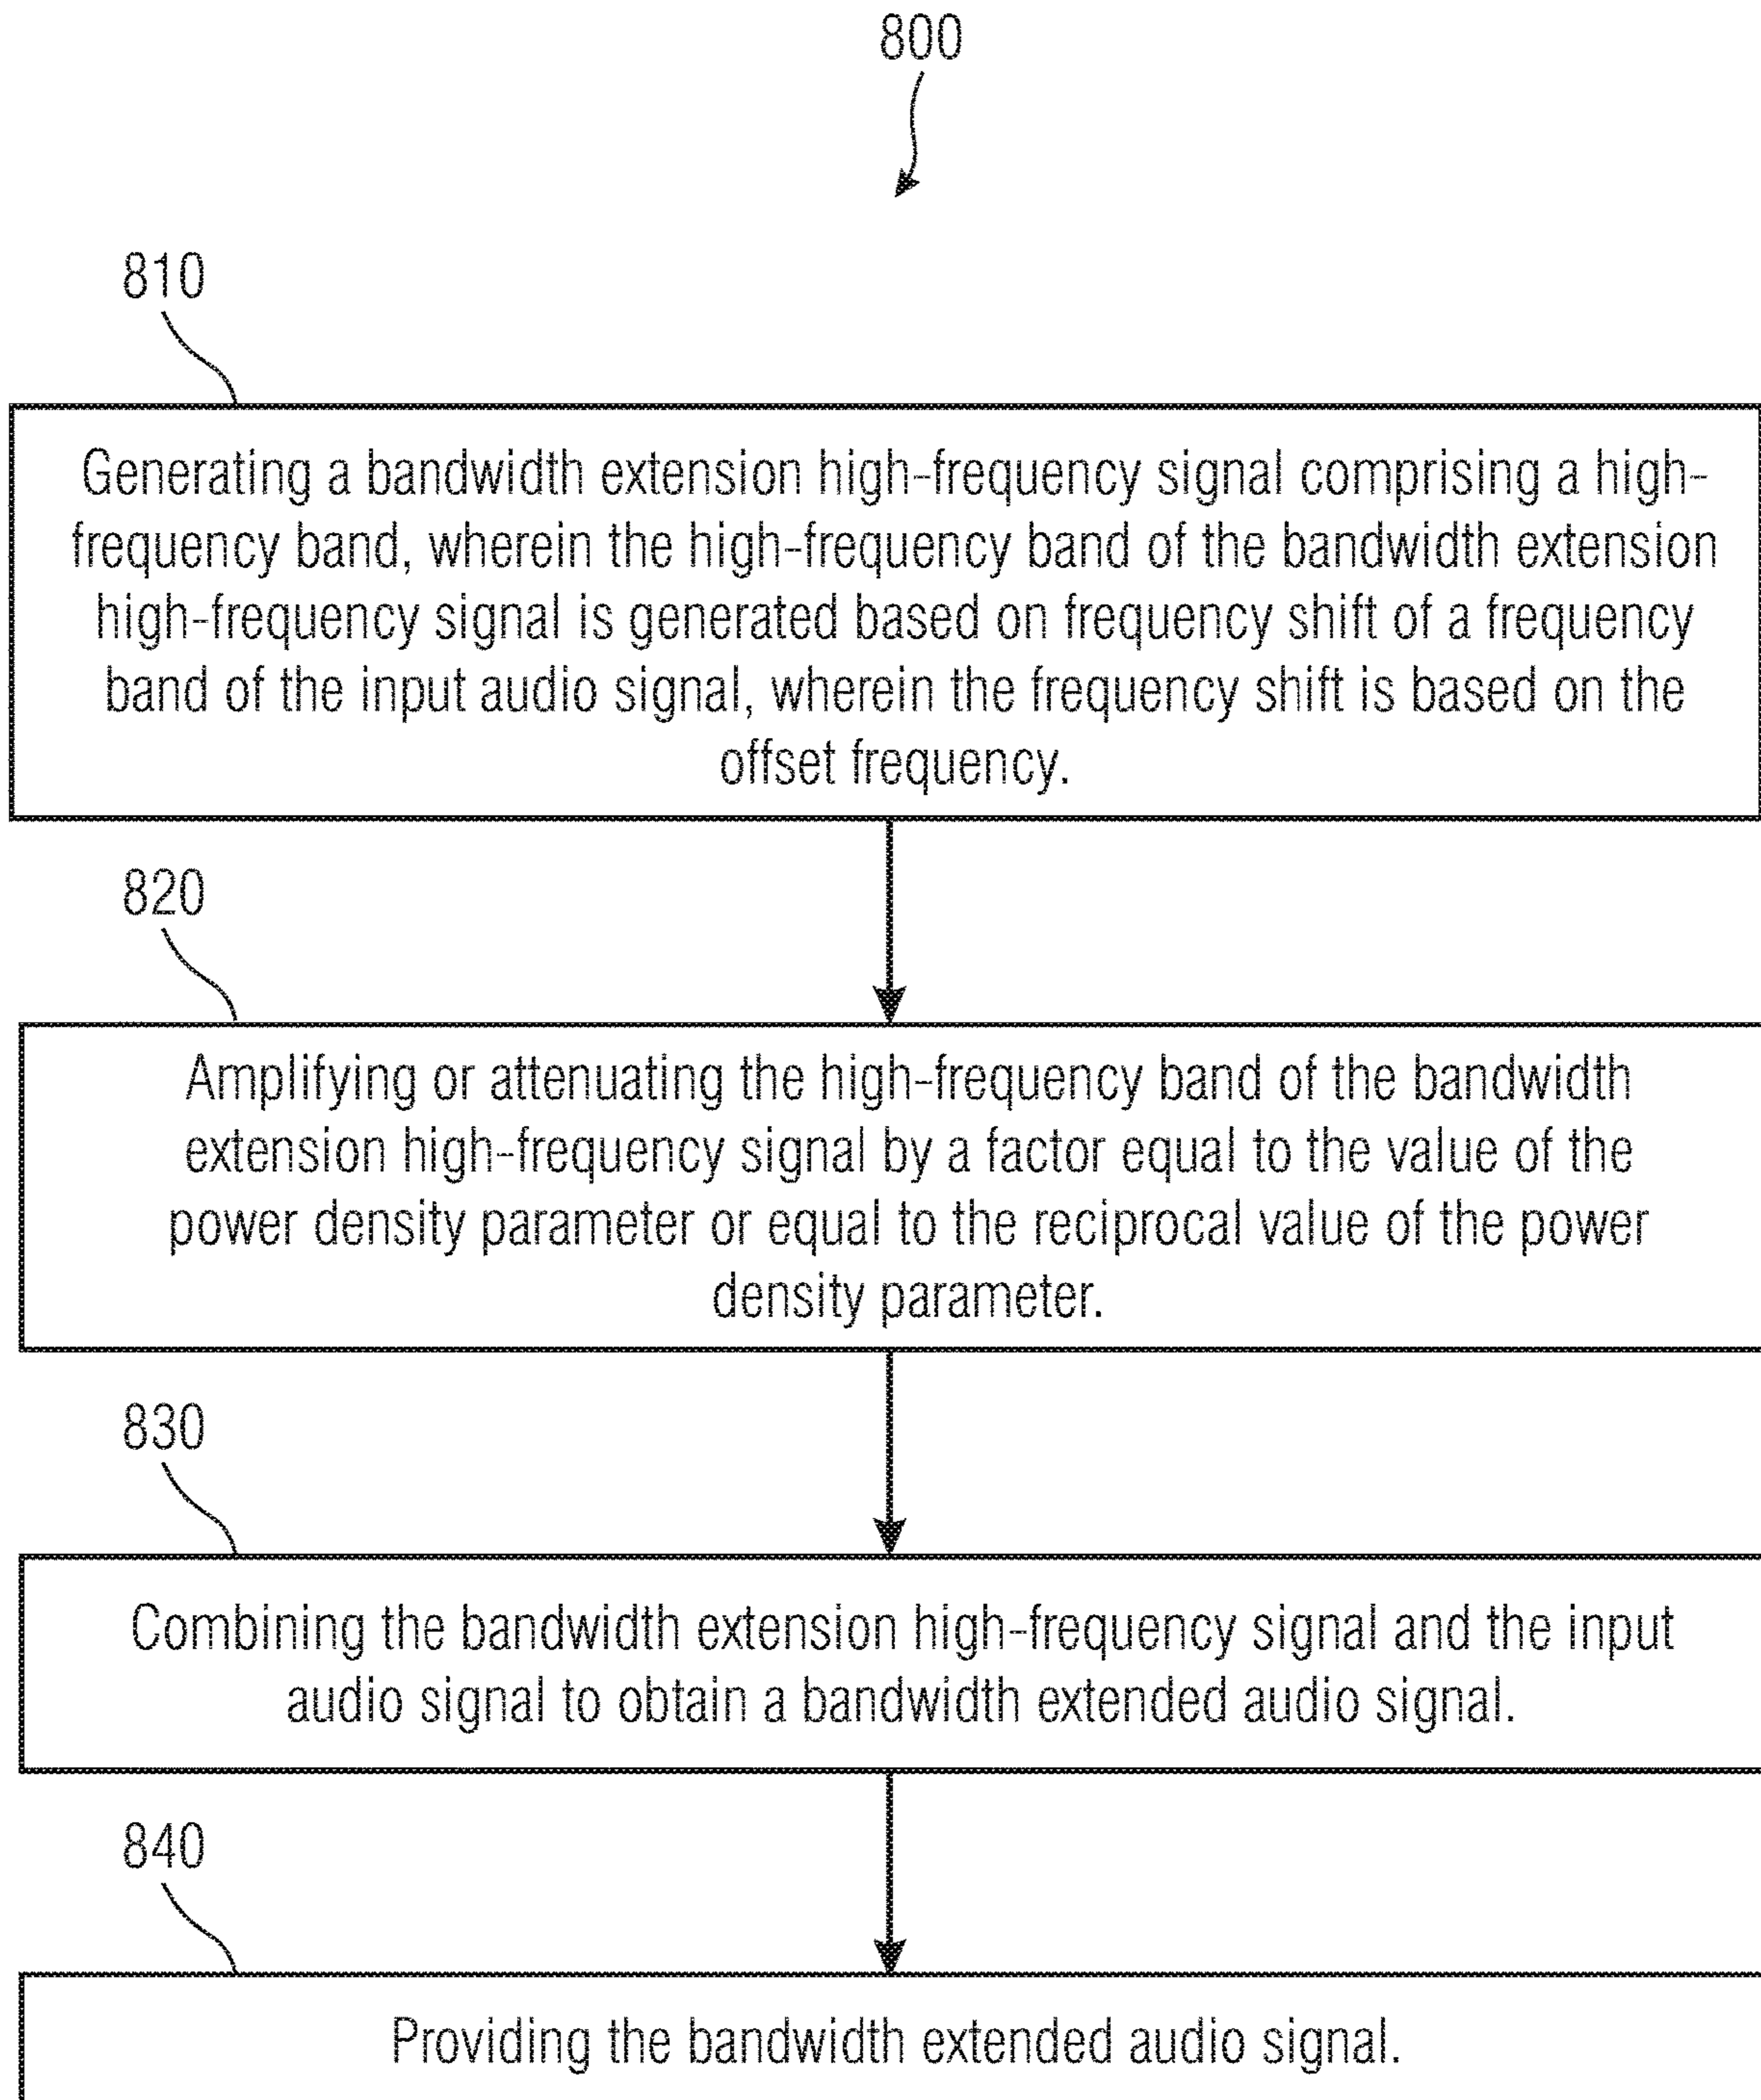 800
810
Generating a bandwidth extension high-frequency signal comprising a high-
frequency band, wherein the high-frequency band of the bandwidth extension
high-frequency signal is generated based on frequency shift of a frequency
band of the input audio signal, wherein the frequency shift is based on the
offset frequency.
820
Amplifying or attenuating the high-frequency band of the bandwidth
extension high-frequency signal by a factor equal to the value of the
power density parameter or equal to the reciprocal value of the power
density parameter.
830
Combining the bandwidth extension high-frequency signal and the input
audio signal to obtain a bandwidth extended audio signal.
840
Providing the bandwidth extended audio signal.